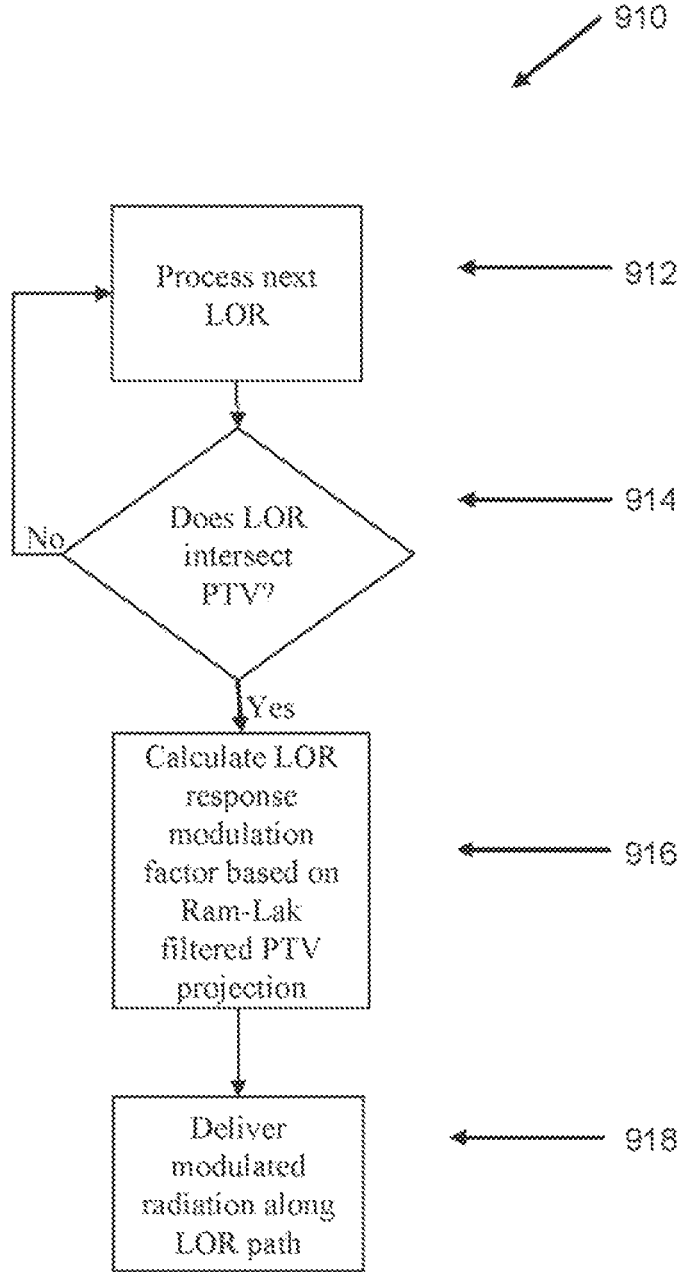 910
Process next
LOR
912
Does LOR
intersect
PTV?
914
No
Yes
Calculate LOR
response
modulation
factor based on
Ram-Lak
filtered PTV
projection
916
Deliver
modulated
radiation along
LOR path
918